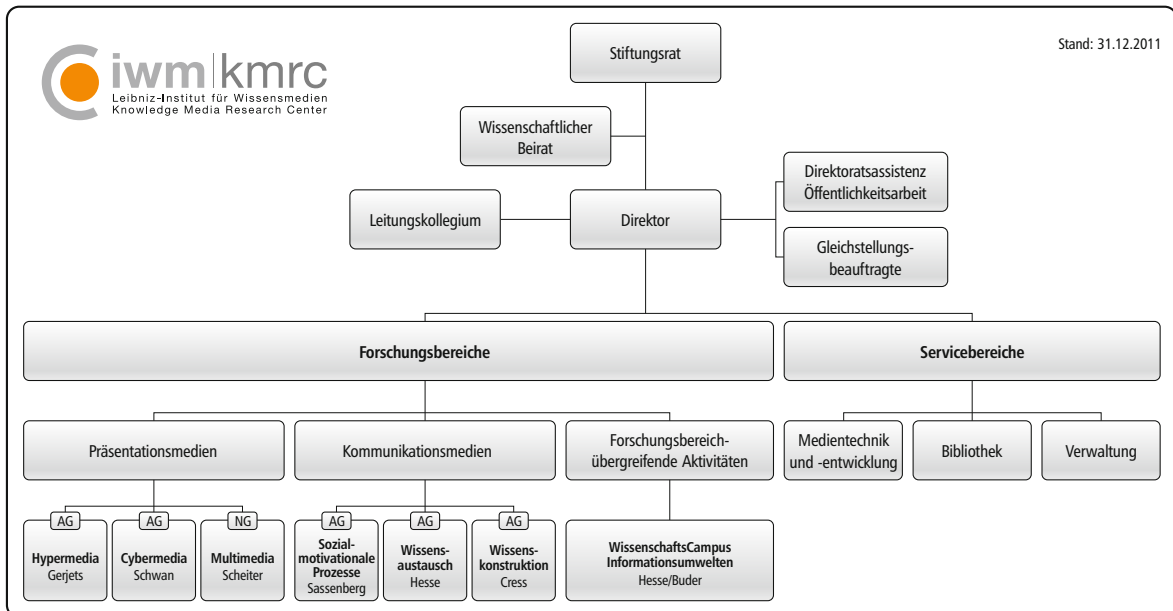 iwm|kmrc
Leibniz-Institut für Wissensmedien
Knowledge Media Research Center
Stand: 31.12.2011
Stiftungsrat
Wissenschaftlicher
Beirat
Leitungskollegium
Direktor
Direktoratsassistenz
Öffentlichkeitsarbeit
Gleichstellungs-
beauftragte
Forschungsbereiche
Servicebereiche
Präsentationsmedien
Kommunikationsmedien
Forschungsbereich-
übergreifende Aktivitäten
Medientechnik
und -entwicklung
Bibliothek
Verwaltung
AG
Hypermedia
Gerjets
AG
Cybermedia
Schwan
NG
Multimedia
Scheiter
AG
Sozial-
motivationale
Prozesse
Sassenberg
AG
Wissens-
austausch
Hesse
AG
Wissens-
konstruktion
Cress
WissenschaftsCampus
Informationsumwelten
Hesse/Buder